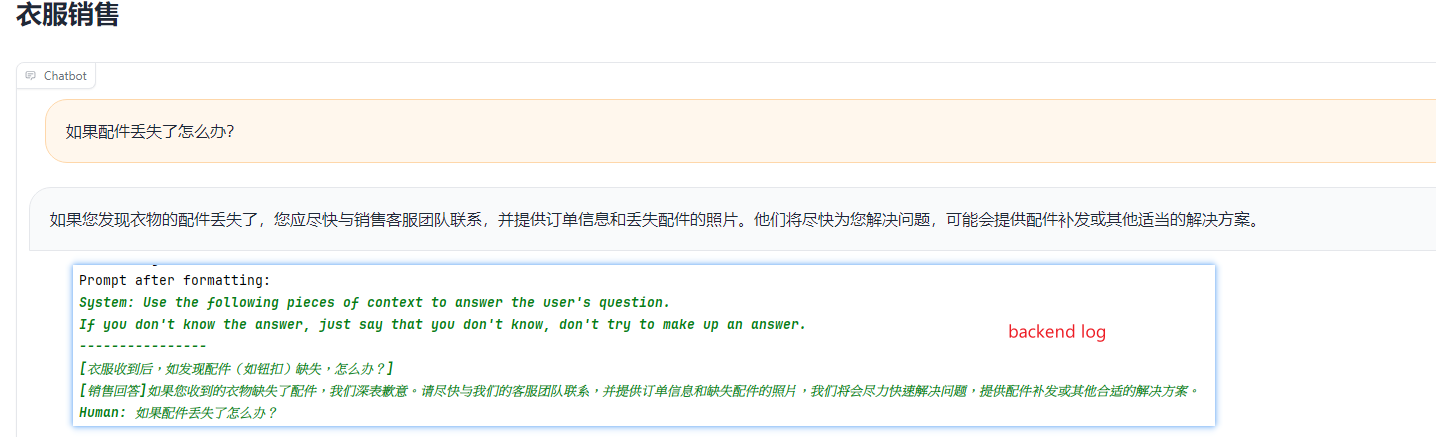 衣服销售
Chatbot
如果配件丢失了怎么办?
如果您发现衣物的配件丢失了，您应尽快与销售客服团队联系，并提供订单信息和丢失配件的照片。他们将尽快为您解决问题，可能会提供配件补发或其他适当的解决方案。
Prompt after formatting:
System: Use the following pieces of context to answer the user's question.
If you don't know the answer, just say that you don't know, don't try to make up an answer.
backend log
----------------
[衣服收到后，如发现配件（如钮扣）缺失，怎么办？]
[销售回答]如果您收到的衣物缺失了配件，我们深表歉意。请尽快与我们的客服团队联系，并提供订单信息和缺失配件的照片，我们将会尽力快速解决问题，提供配件补发或其他合适的解决方案。
Human: 如果配件丢失了怎么办？